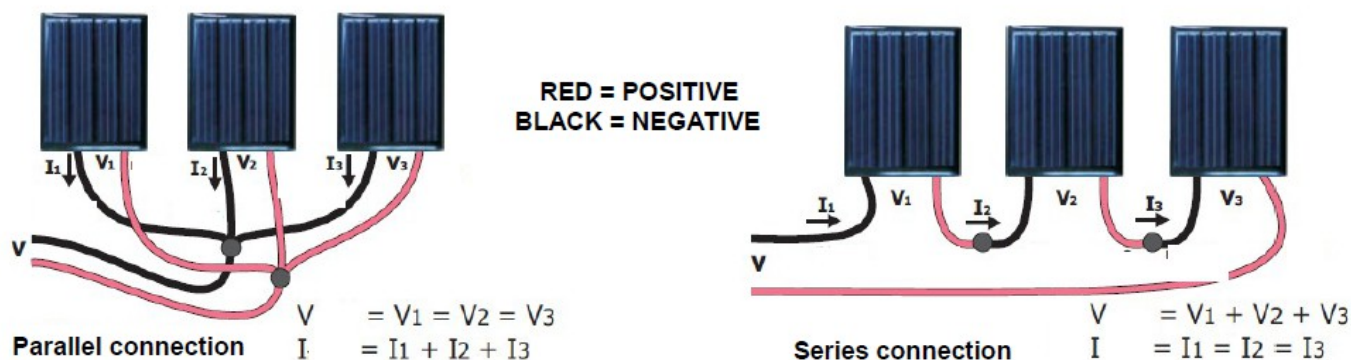 RED = POSITIVE
BLACK = NEGATIVE
I1 V1 I2 V2 I3 V3
V
V = V1 = V2 = V3
I = I1 + I2 + I3
Parallel connection
I1 V1 I2 V2 I3 V3
V
V = V1 + V2 + V3
I = I1 = I2 = I3
Series connection